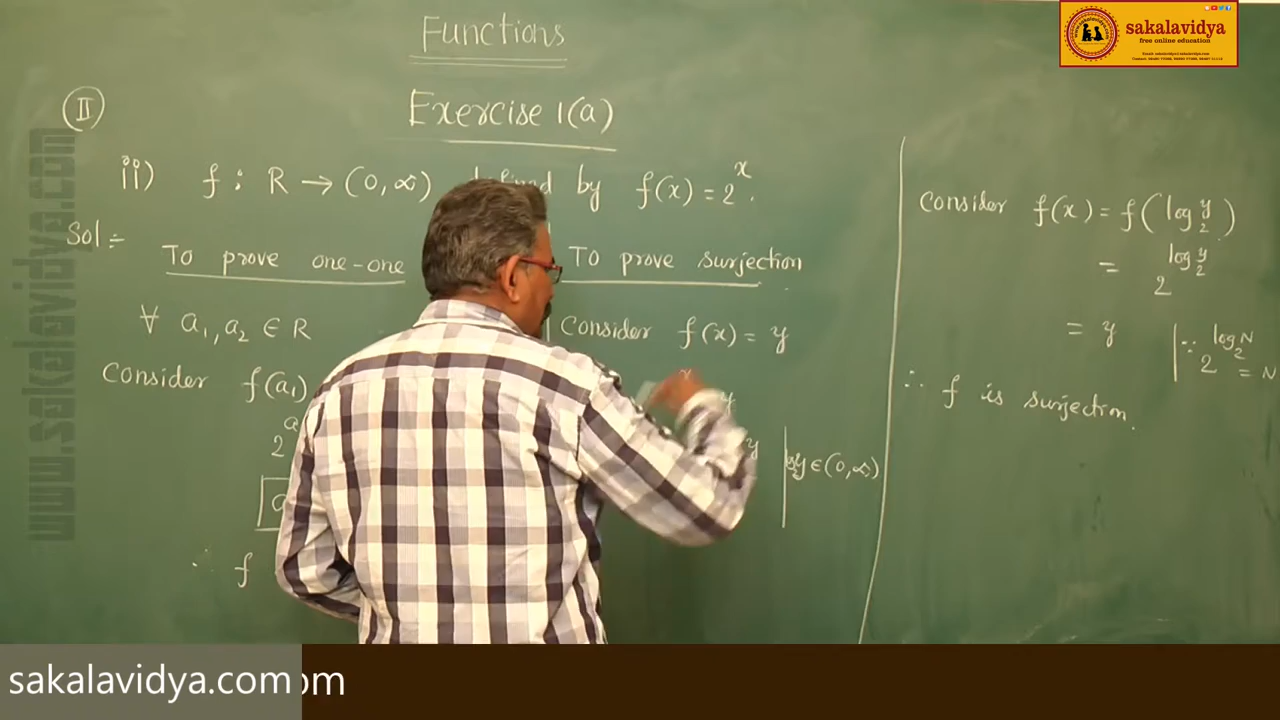 Functions
sakalavidya
free online education
II
Exercise 1(a)
ii) f : R → (0, ∞) defined by f(x) = 2^x.
Sol:-
To prove one-one
∀ a₁, a₂ ∈ R
Consider f(a₁)
2^a
∴ f
To prove surjection
Consider f(x) = y
y
y
y ∈ (0, ∞)
Consider f(x) = f(log₂ y)
= 2^(log₂ y)
= y
∵ 2^(log₂ N) = N
∴ f is surjection.
www.sakalavidya.com
sakalavidya.com om